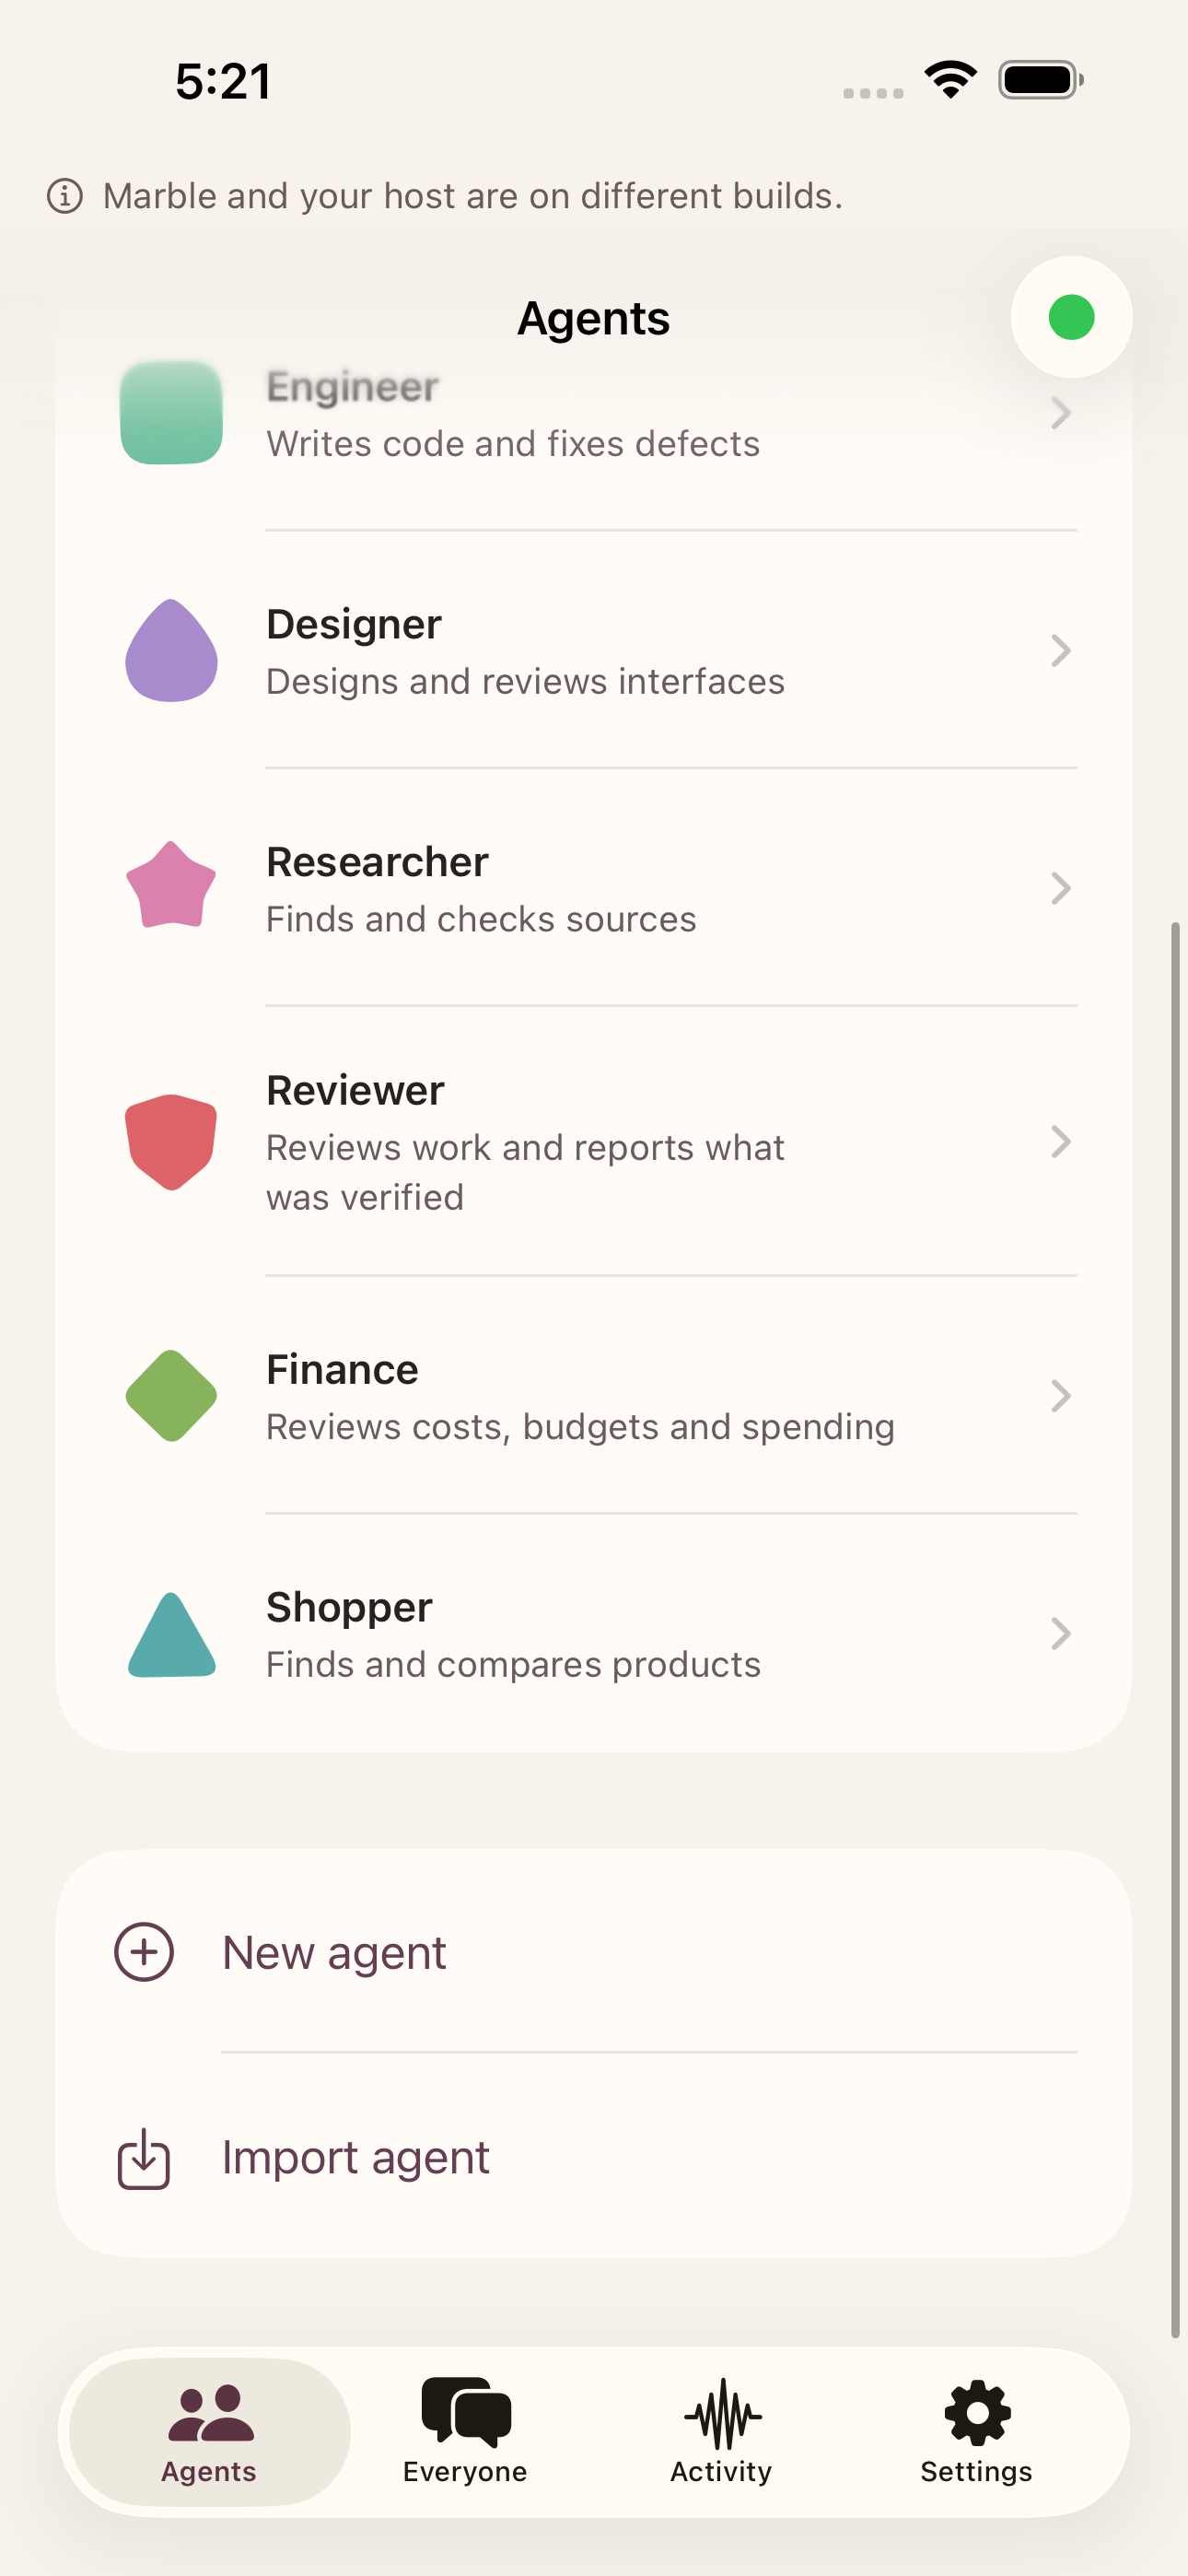 5:21
Marble and your host are on different builds.
Agents
Engineer
Writes code and fixes defects
Designer
Designs and reviews interfaces
Researcher
Finds and checks sources
Reviewer
Reviews work and reports what
was verified
Finance
Reviews costs, budgets and spending
Shopper
Finds and compares products
New agent
Import agent
Agents
Everyone
Activity
Settings